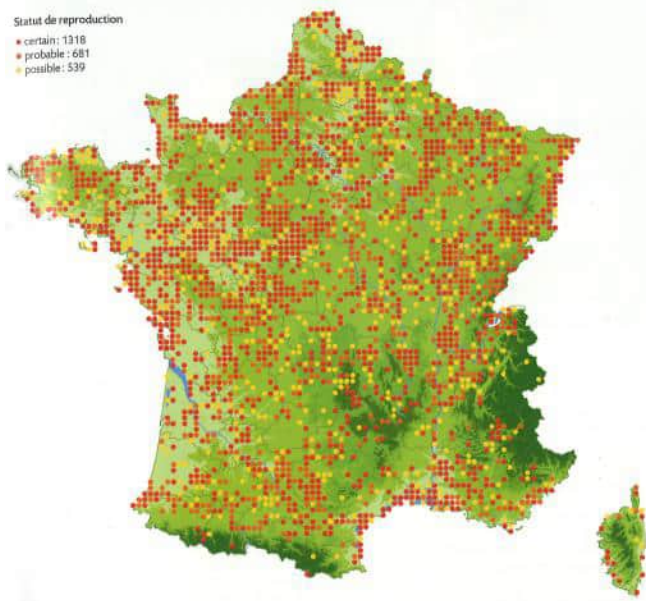 Statut de reproduction
certain : 1318
probable : 681
possible : 539